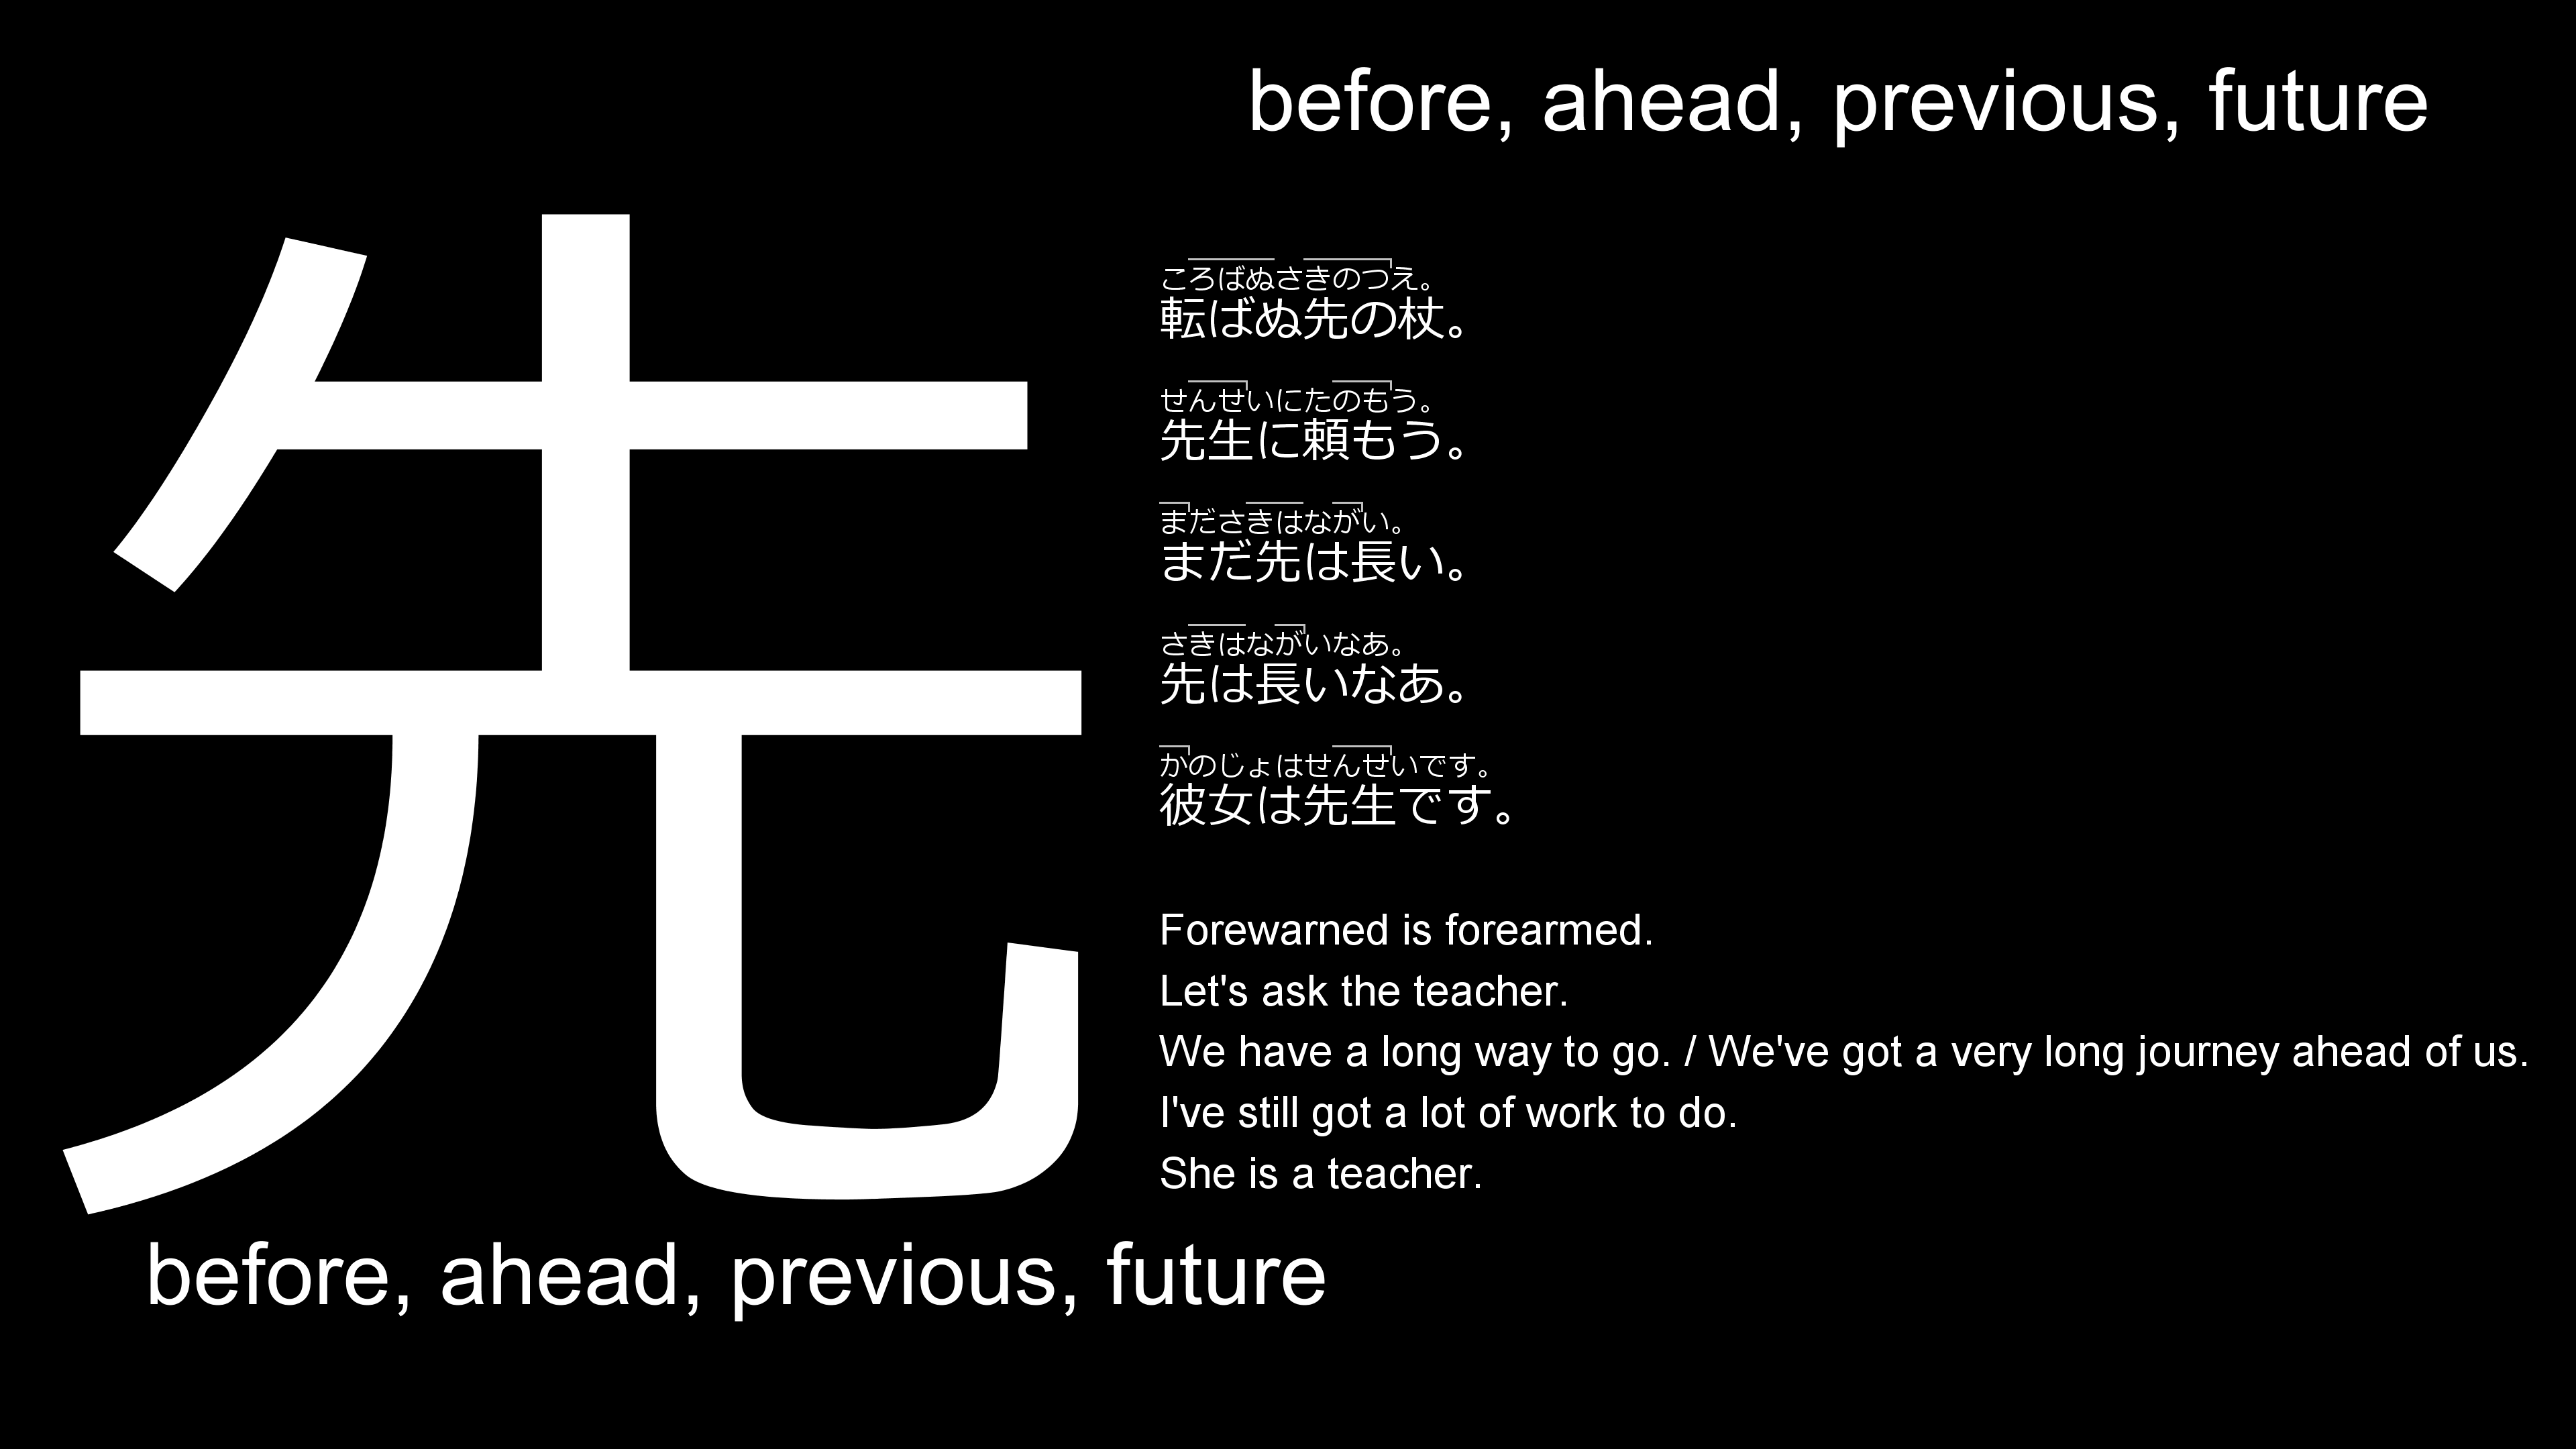 before, ahead, previous, future
先
ころばぬさきのつえ。
転ばぬ先の杖。
せんせいにたのもう。
先生に頼もう。
まださきはながい。
まだ先は長い。
さきはながいなあ。
先は長いなあ。
かのじょはせんせいです。
彼女は先生です。
Forewarned is forearmed.
Let's ask the teacher.
We have a long way to go. / We've got a very long journey ahead of us.
I've still got a lot of work to do.
She is a teacher.
before, ahead, previous, future